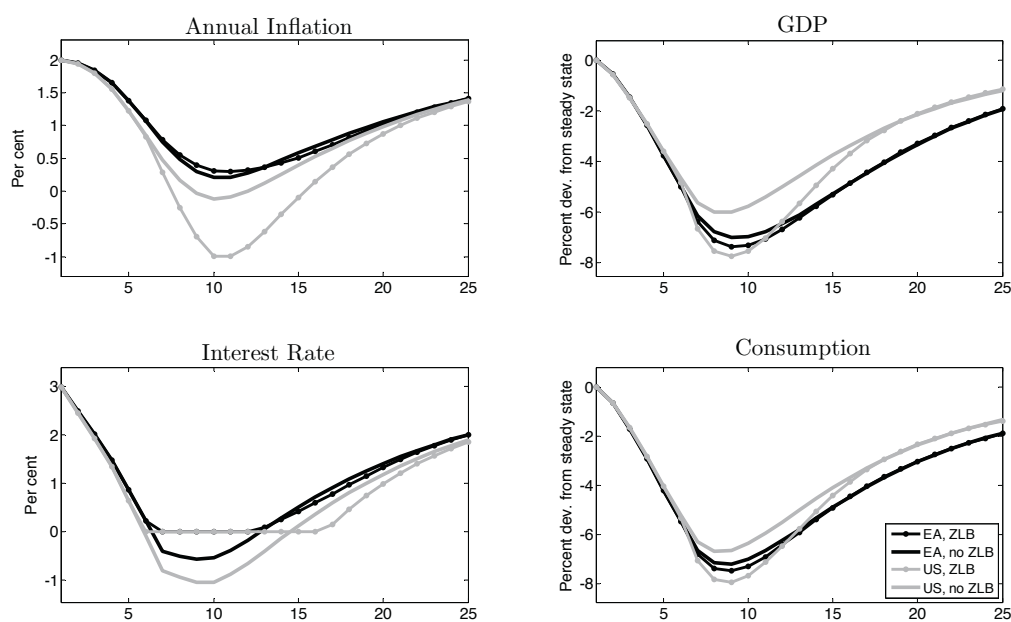 Annual Inflation
Per cent
2
1.5
1
0.5
0
-0.5
-1
5 10 15 20 25
GDP
Percent dev. from steady state
0
-2
-4
-6
-8
5 10 15 20 25
Interest Rate
Per cent
3
2
1
0
-1
5 10 15 20 25
Consumption
Percent dev. from steady state
0
-2
-4
-6
-8
5 10 15 20 25
EA, ZLB
EA, no ZLB
US, ZLB
US, no ZLB